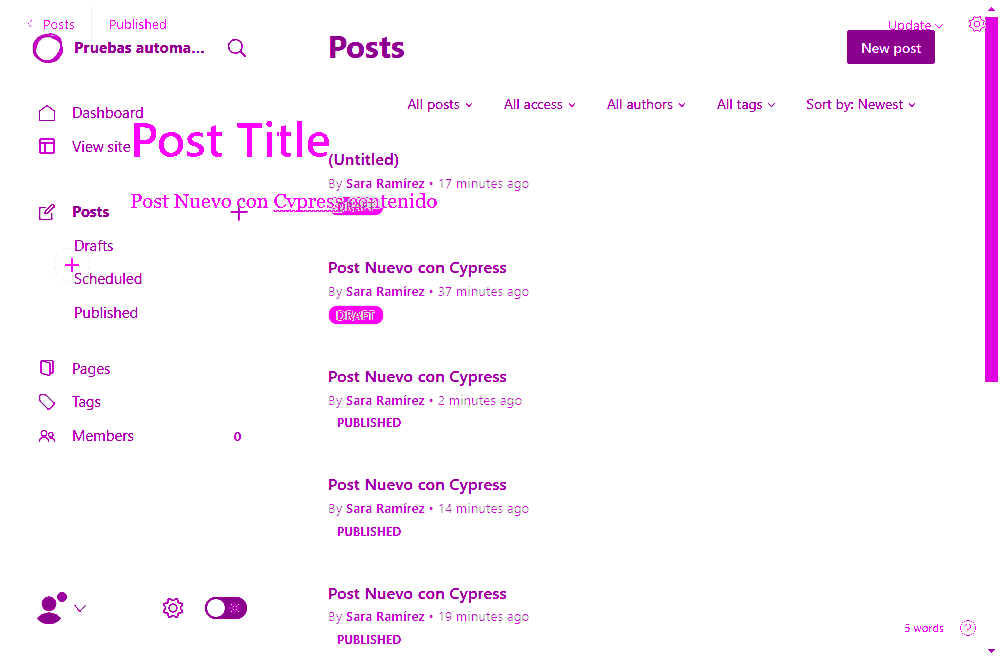 Posts Published Update
Pruebas automa... Posts New post
All posts All access All authors All tags Sort by: Newest
Dashboard
View site
Post Title
(Untitled)
By Sara Ramírez • 17 minutes ago
Post Nuevo con Cypress contenido
DRAFT
Posts
Drafts
Scheduled
Published
Post Nuevo con Cypress
By Sara Ramírez • 37 minutes ago
DRAFT
Pages
Tags
Members 0
Post Nuevo con Cypress
By Sara Ramírez • 2 minutes ago
PUBLISHED
Post Nuevo con Cypress
By Sara Ramírez • 14 minutes ago
PUBLISHED
Post Nuevo con Cypress
By Sara Ramírez • 19 minutes ago
PUBLISHED
5 words